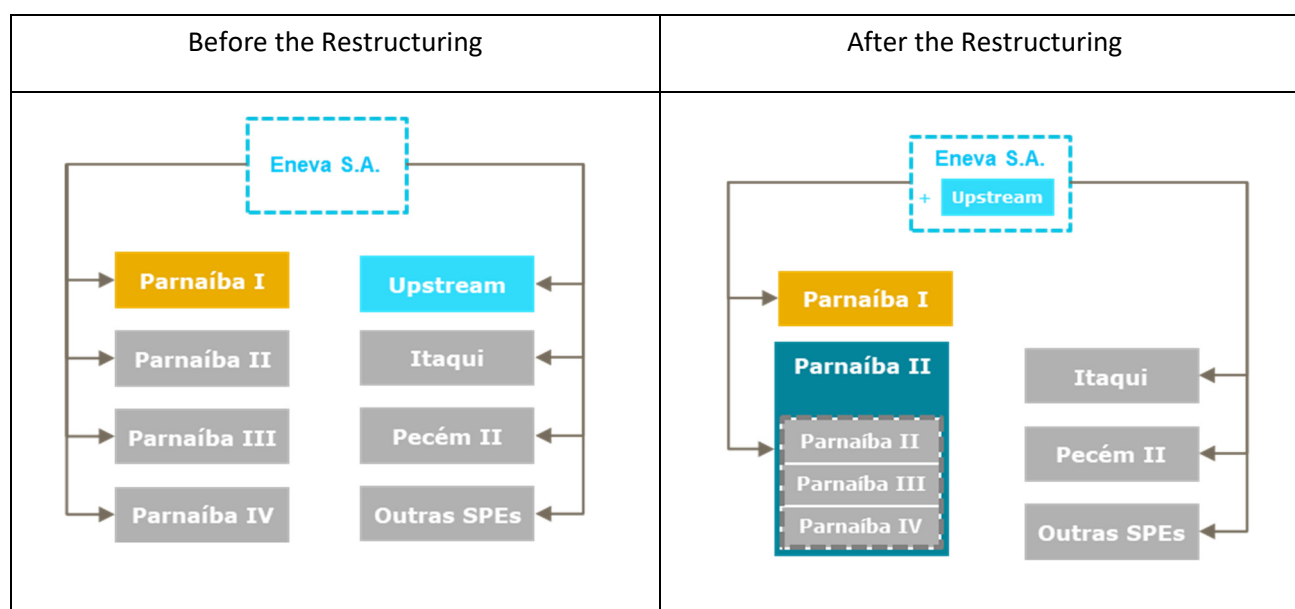 Before the Restructuring
After the Restructuring
Eneva S.A.
Parnaíba I
Upstream
Parnaíba II
Itaqui
Parnaíba III
Pecém II
Parnaíba IV
Outras SPEs
Eneva S.A.
+ Upstream
Parnaíba I
Parnaíba II
Parnaíba II
Parnaíba III
Parnaíba IV
Itaqui
Pecém II
Outras SPEs